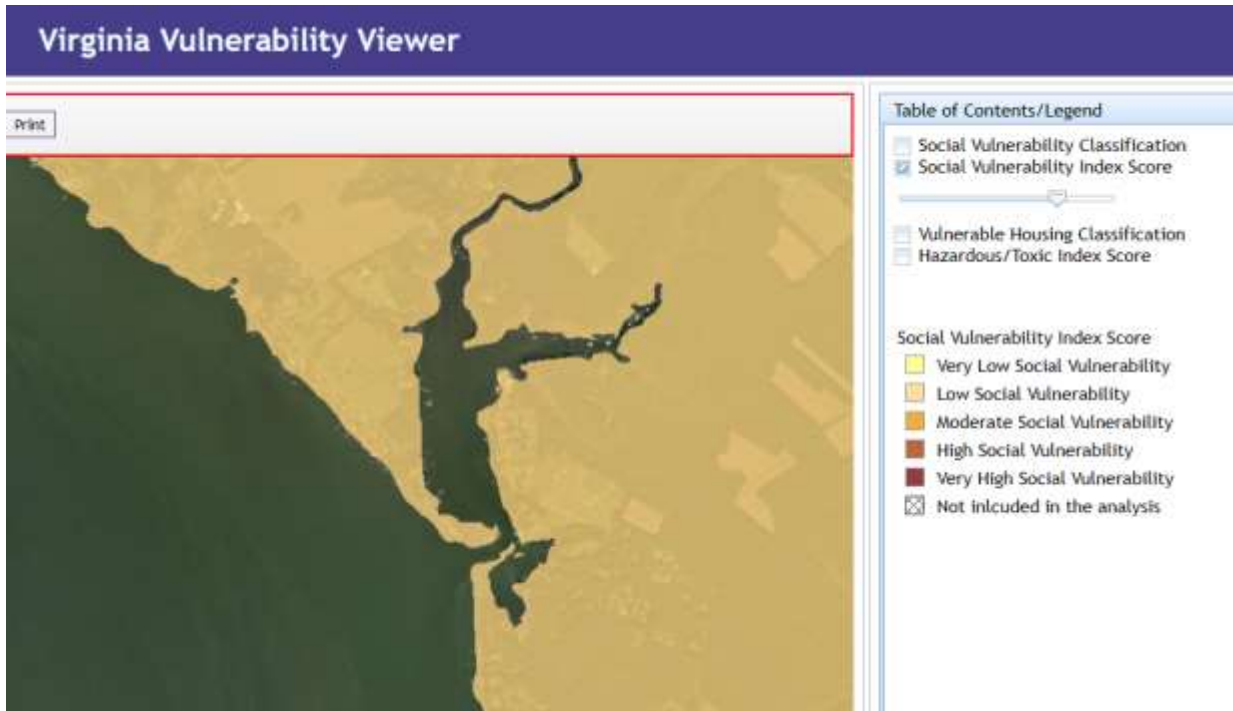 Virginia Vulnerability Viewer
Print
Table of Contents/Legend
Social Vulnerability Classification
Social Vulnerability Index Score
Vulnerable Housing Classification
Hazardous/Toxic Index Score
Social Vulnerability Index Score
Very Low Social Vulnerability
Low Social Vulnerability
Moderate Social Vulnerability
High Social Vulnerability
Very High Social Vulnerability
Not inlcuded in the analysis